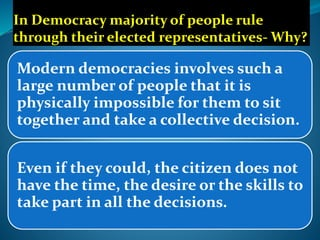 In Democracy majority of people rule
through their elected representatives- Why?
Modern democracies involves such a
large number of people that it is
physically impossible for them to sit
together and take a collective decision.
Even if they could, the citizen does not
have the time, the desire or the skills to
take part in all the decisions.